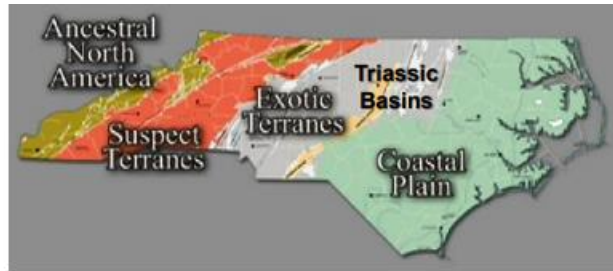 Ancestral
North
America
Suspect
Terranes
Exotic
Terranes
Triassic
Basins
Coastal
Plain